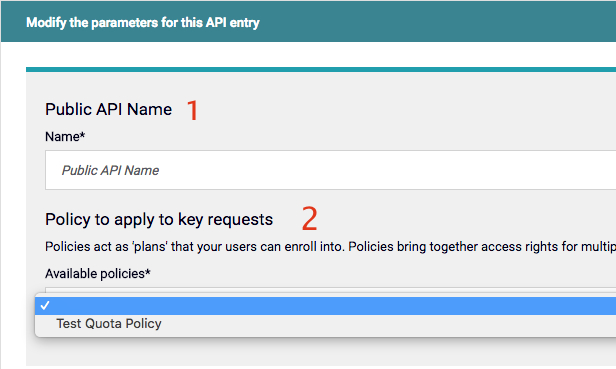 Modify the parameters for this API entry
Public API Name 1
Name*
Public API Name
Policy to apply to key requests 2
Policies act as 'plans' that your users can enroll into. Policies bring together access rights for multip
Available policies*
✓
Test Quota Policy